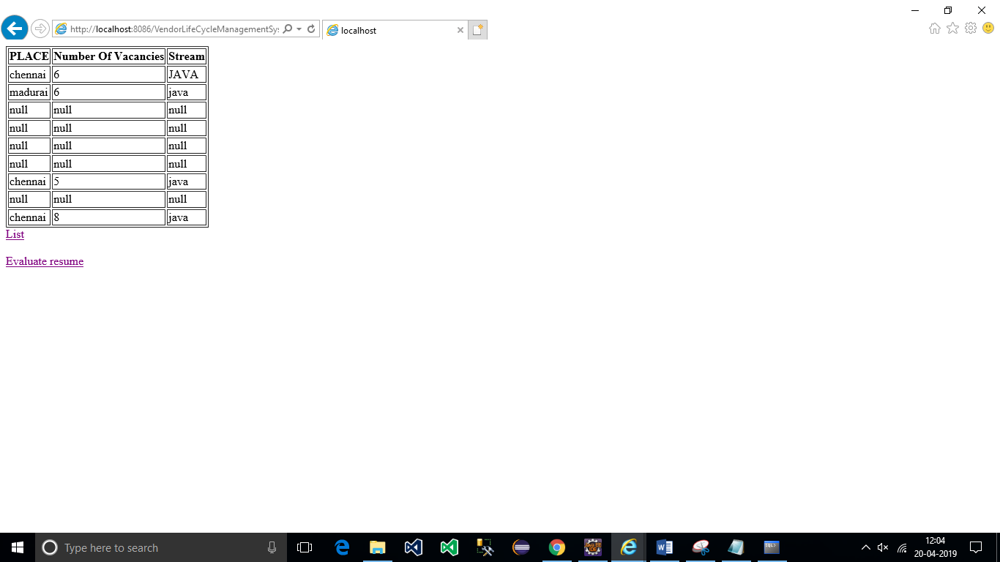 http://localhost:8086/VendorLifeCycleManagementSys
localhost
PLACE Number Of Vacancies Stream
chennai 6 JAVA
madurai 6 java
null null null
null null null
null null null
null null null
chennai 5 java
null null null
chennai 8 java
List
Evaluate resume
Type here to search
12:04
20-04-2019